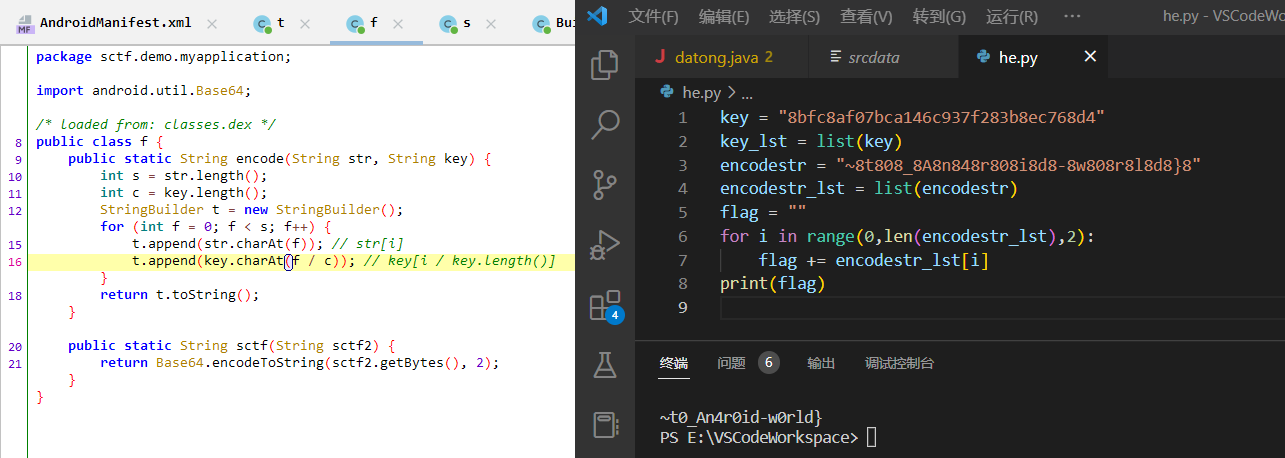 AndroidManifest.xml
t
f
s
Bui
package sctf.demo.myapplication;
import android.util.Base64;
/* loaded from: classes.dex */
8 public class f {
9 public static String encode(String str, String key) {
10 int s = str.length();
11 int c = key.length();
12 StringBuilder t = new StringBuilder();
for (int f = 0; f < s; f++) {
15 t.append(str.charAt(f)); // str[i]
16 t.append(key.charAt(f / c)); // key[i / key.length()]
}
18 return t.toString();
}
20 public static String sctf(String sctf2) {
21 return Base64.encodeToString(sctf2.getBytes(), 2);
}
}
文件(F) 编辑(E) 选择(S) 查看(V) 转到(G) 运行(R) ··· he.py - VSCodeWo
J datong.java 2
srcdata
he.py
he.py > ...
1 key = "8bfc8af07bca146c937f283b8ec768d4"
2 key_lst = list(key)
3 encodestr = "~8t808_8A8n848r808i8d8-8w808r8l8d8}8"
4 encodestr_lst = list(encodestr)
5 flag = ""
6 for i in range(0,len(encodestr_lst),2):
7 flag += encodestr_lst[i]
8 print(flag)
9
4
终端 问题 6 输出 调试控制台
~t0_An4r0id-w0rld}
PS E:\VSCodeWorkspace>